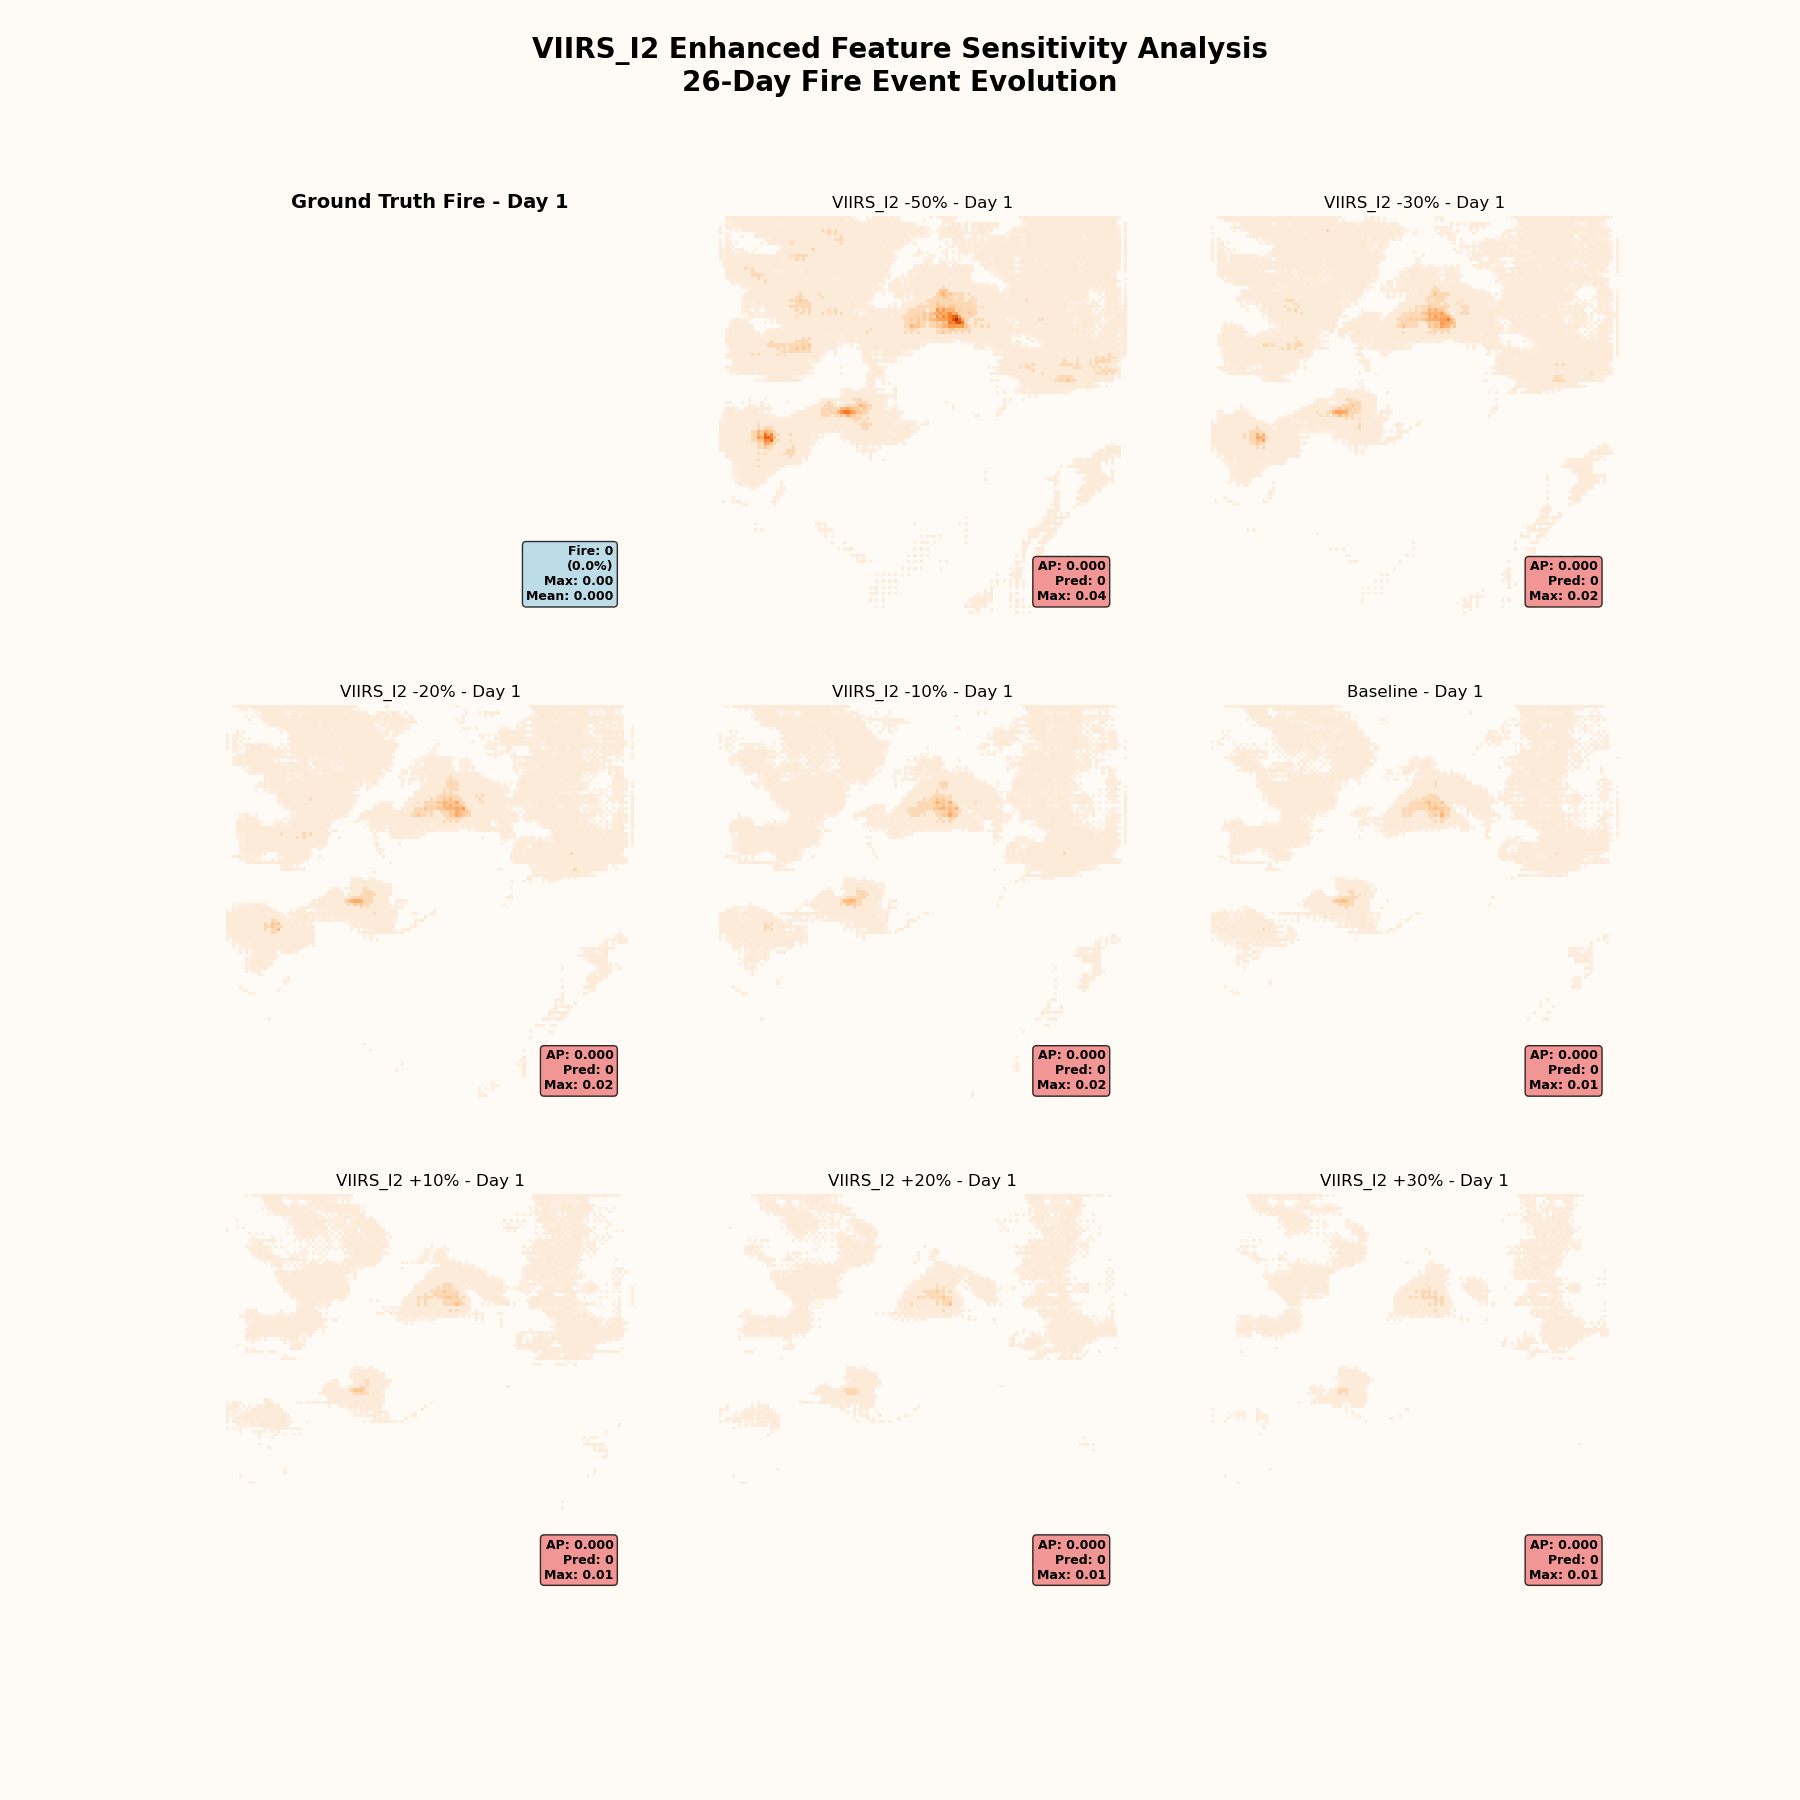 VIIRS_I2 Enhanced Feature Sensitivity Analysis
26-Day Fire Event Evolution
Ground Truth Fire - Day 1
Fire: 0
(0.0%)
Max: 0.00
Mean: 0.000
VIIRS_I2 -50% - Day 1
AP: 0.000
Pred: 0
Max: 0.04
VIIRS_I2 -30% - Day 1
AP: 0.000
Pred: 0
Max: 0.02
VIIRS_I2 -20% - Day 1
AP: 0.000
Pred: 0
Max: 0.02
VIIRS_I2 -10% - Day 1
AP: 0.000
Pred: 0
Max: 0.02
Baseline - Day 1
AP: 0.000
Pred: 0
Max: 0.01
VIIRS_I2 +10% - Day 1
AP: 0.000
Pred: 0
Max: 0.01
VIIRS_I2 +20% - Day 1
AP: 0.000
Pred: 0
Max: 0.01
VIIRS_I2 +30% - Day 1
AP: 0.000
Pred: 0
Max: 0.01